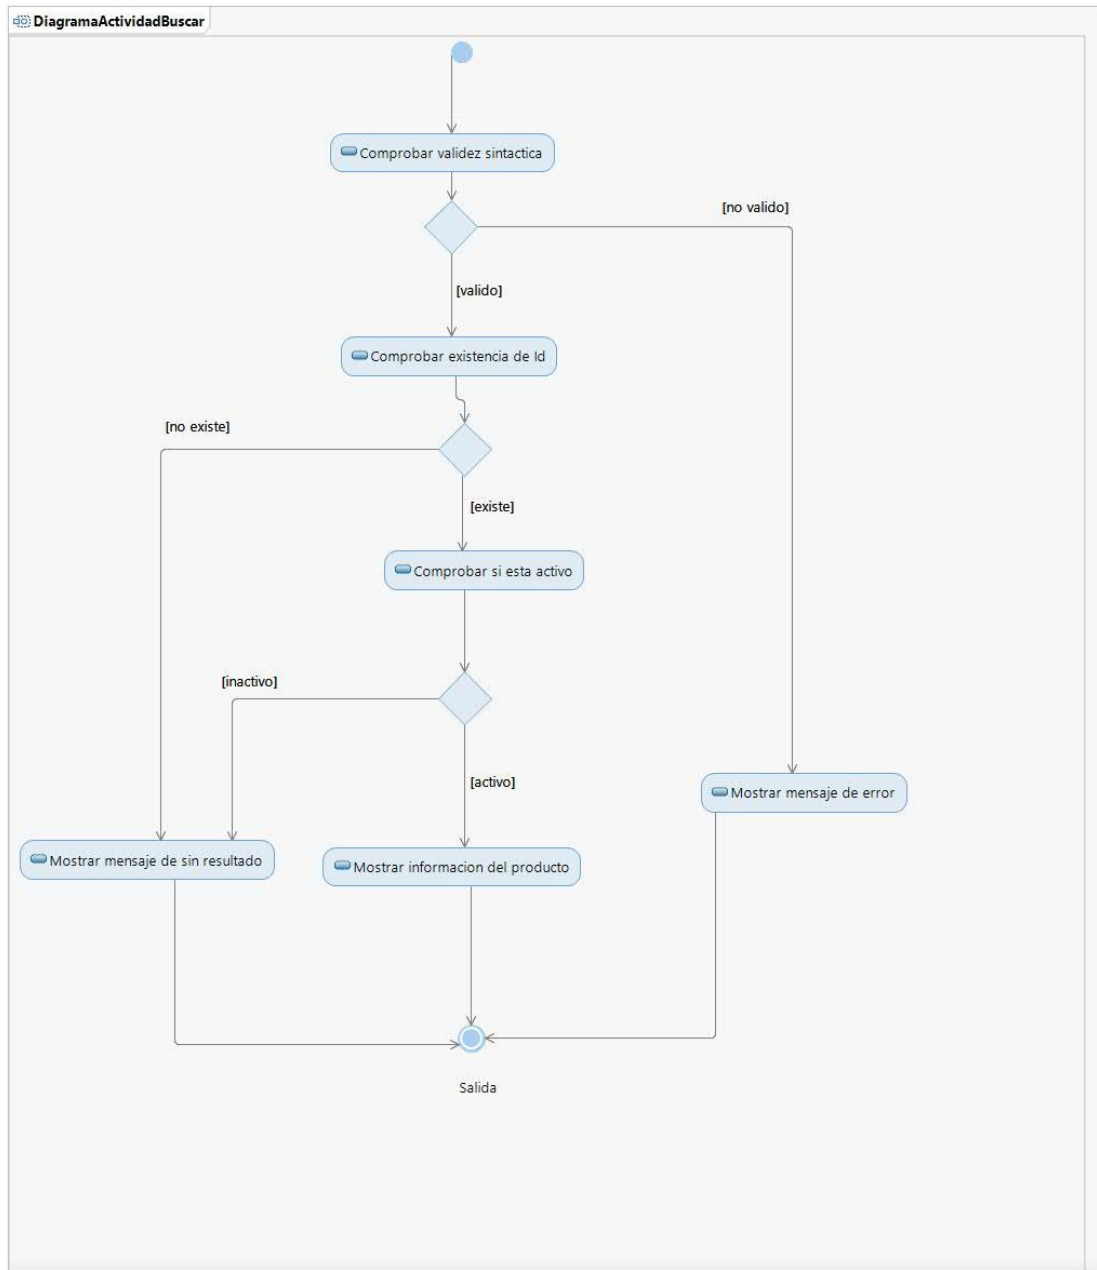 DiagramaActividadBuscar
Comprobar validez sintactica
[no valido]
[valido]
Comprobar existencia de Id
[no existe]
[existe]
Comprobar si esta activo
[inactivo]
[activo]
Mostrar mensaje de error
Mostrar mensaje de sin resultado
Mostrar informacion del producto
Salida